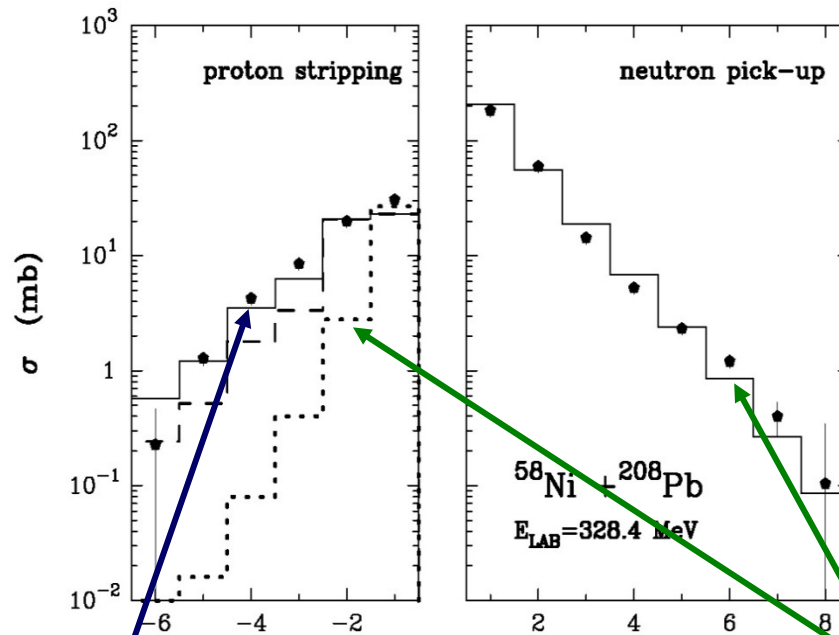 10³
proton stripping
neutron pick-up
10²
10¹
σ (mb)
1
10⁻¹
⁵⁸Ni + ²⁰⁸Pb
E_LAB=328.4 MeV
10⁻²
−6 −4 −2 2 4 6 8